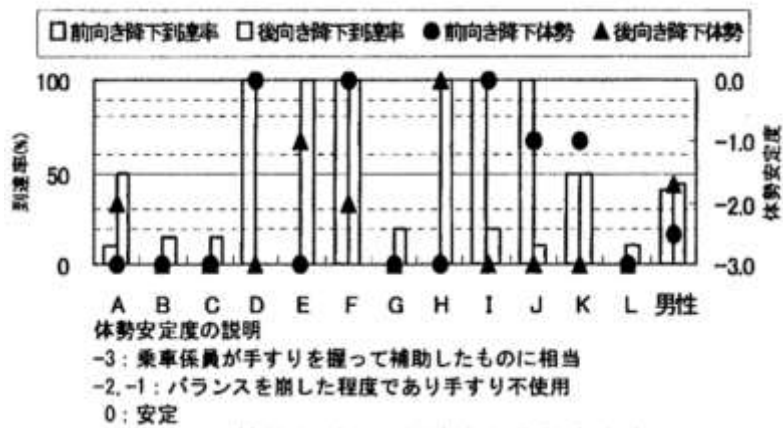 □前向き降下到達率 □後向き降下到達率 ●前向き降下体勢 ▲後向き降下体勢
100
50
0
到達率(%)
0.0
-1.0
-2.0
-3.0
体勢安定度
A B C D E F G H I J K L 男性
体勢安定度の説明
-3：乗車係員が手すりを握って補助したものに相当
-2,-1：バランスを崩した程度であり手すり不使用
0：安定